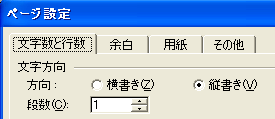 ページ設定
文字数と行数 余白 用紙 その他
文字方向
方向: 横書き(Z) 縦書き(V)
段数(C): 1